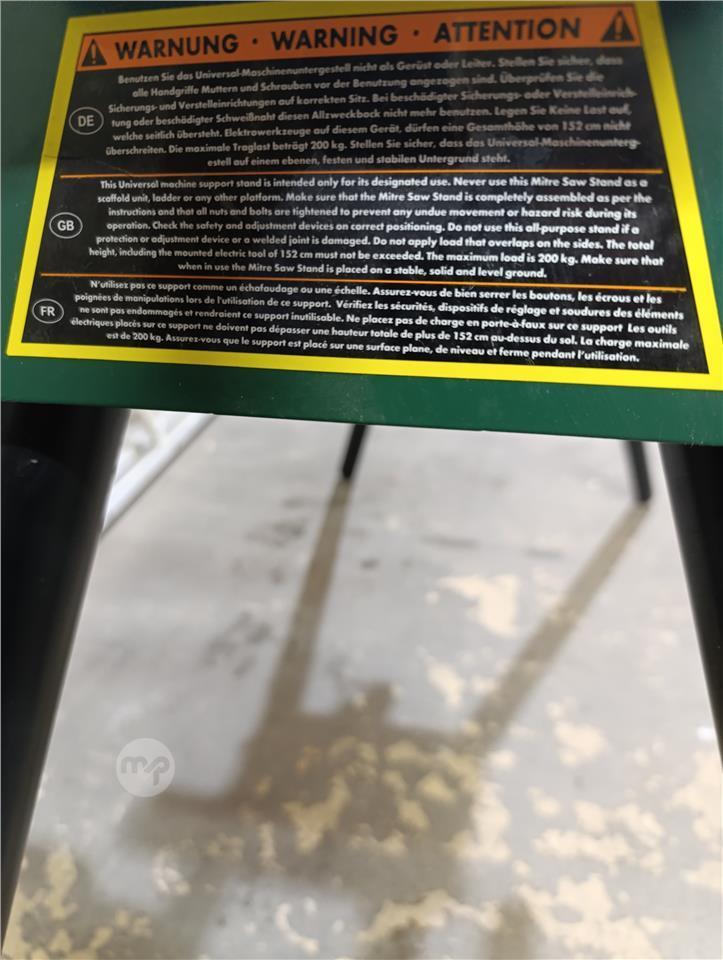 WARNUNG · WARNING · ATTENTION
Benutzen Sie das Universal-Maschinenuntergestell nicht als Gerüst oder Leiter. Stellen Sie sicher, dass
alle Handgriffe Muttern und Schrauben vor der Benutzung angezogen sind. Überprüfen Sie die
Sicherungs- und Verstelleinrichtungen auf korrekten Sitz. Bei beschädigter Sicherungs- oder Verstelleinrich-
DE
tung oder beschädigter Schweißnaht diesen Allzweckbock nicht mehr benutzen. Legen Sie Keine Last auf,
welche seitlich übersteht. Elektrowerkzeuge auf diesem Gerät, dürfen eine Gesamthöhe von 152 cm nicht
überschreiten. Die maximale Traglast beträgt 200 kg. Stellen Sie sicher, dass das Universal-Maschinenunterg-
estell auf einem ebenen, festen und stabilen Untergrund steht.
This Universal machine support stand is intended only for its designated use. Never use this Mitre Saw Stand as a
scaffold unit, ladder or any other platform. Make sure that the Mitre Saw Stand is completely assembled as per the
instructions and that all nuts and bolts are tightened to prevent any undue movement or hazard risk during its
GB
operation. Check the safety and adjustment devices on correct positioning. Do not use this all-purpose stand if a
protection or adjustment device or a welded joint is damaged. Do not apply load that overlaps on the sides. The total
height, including the mounted electric tool of 152 cm must not be exceeded. The maximum load is 200 kg. Make sure that
when in use the Mitre Saw Stand is placed on a stable, solid and level ground.
N'utilisez pas ce support comme un échafaudage ou une échelle. Assurez-vous de bien serrer les boutons, les écrous et les
poignées de manipulations lors de l'utilisation de ce support. Vérifiez les sécurités, dispositifs de réglage et soudures des éléments
FR
ne sont pas endommagés et rendraient ce support inutilisable. Ne placez pas de charge en porte-à-faux sur ce support Les outils
électriques placés sur ce support ne doivent pas dépasser une hauteur totale de plus de 152 cm au-dessus du sol. La charge maximale
est de 200 kg. Assurez-vous que le support est placé sur une surface plane, de niveau et ferme pendant l'utilisation.
mp